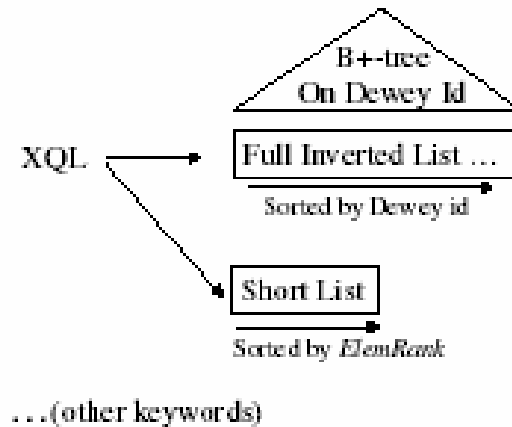 B+-tree
On Dewey Id
XQL
Full Inverted List ...
Sorted by Dewey id
Short List
Sorted by ElemRank
...(other keywords)